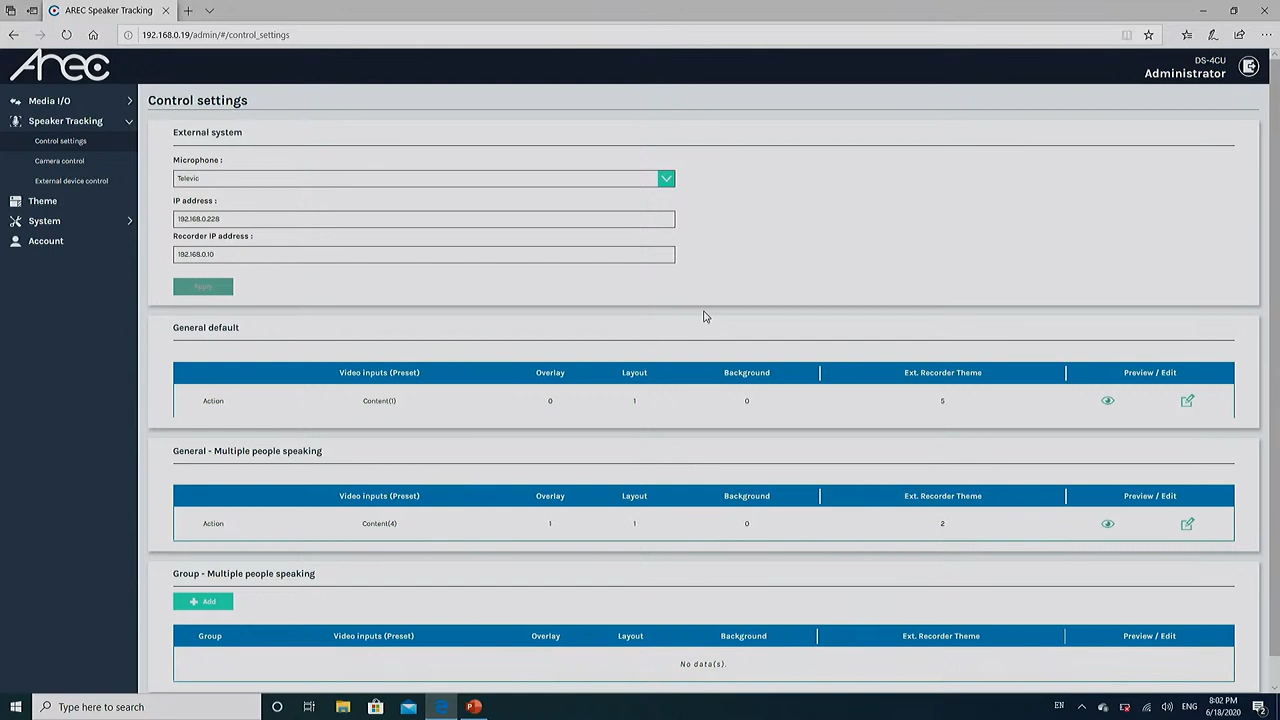 AREC Speaker Tracking
192.168.0.19/admin/#/control_settings
AREC
DS-4CU
Administrator
Media I/O
Speaker Tracking
Control settings
Camera control
External device control
Theme
System
Account
Control settings
External system
Microphone :
Televic
IP address :
192.168.0.228
Recorder IP address :
192.168.0.10
Apply
General default
Video inputs (Preset) Overlay Layout Background Ext. Recorder Theme Preview / Edit
Action Content(1) 0 1 0 5
General - Multiple people speaking
Video inputs (Preset) Overlay Layout Background Ext. Recorder Theme Preview / Edit
Action Content(4) 1 1 0 2
Group - Multiple people speaking
Add
Group Video inputs (Preset) Overlay Layout Background Ext. Recorder Theme Preview / Edit
No data(s).
Type here to search
EN
ENG
8:02 PM
6/18/2020
2